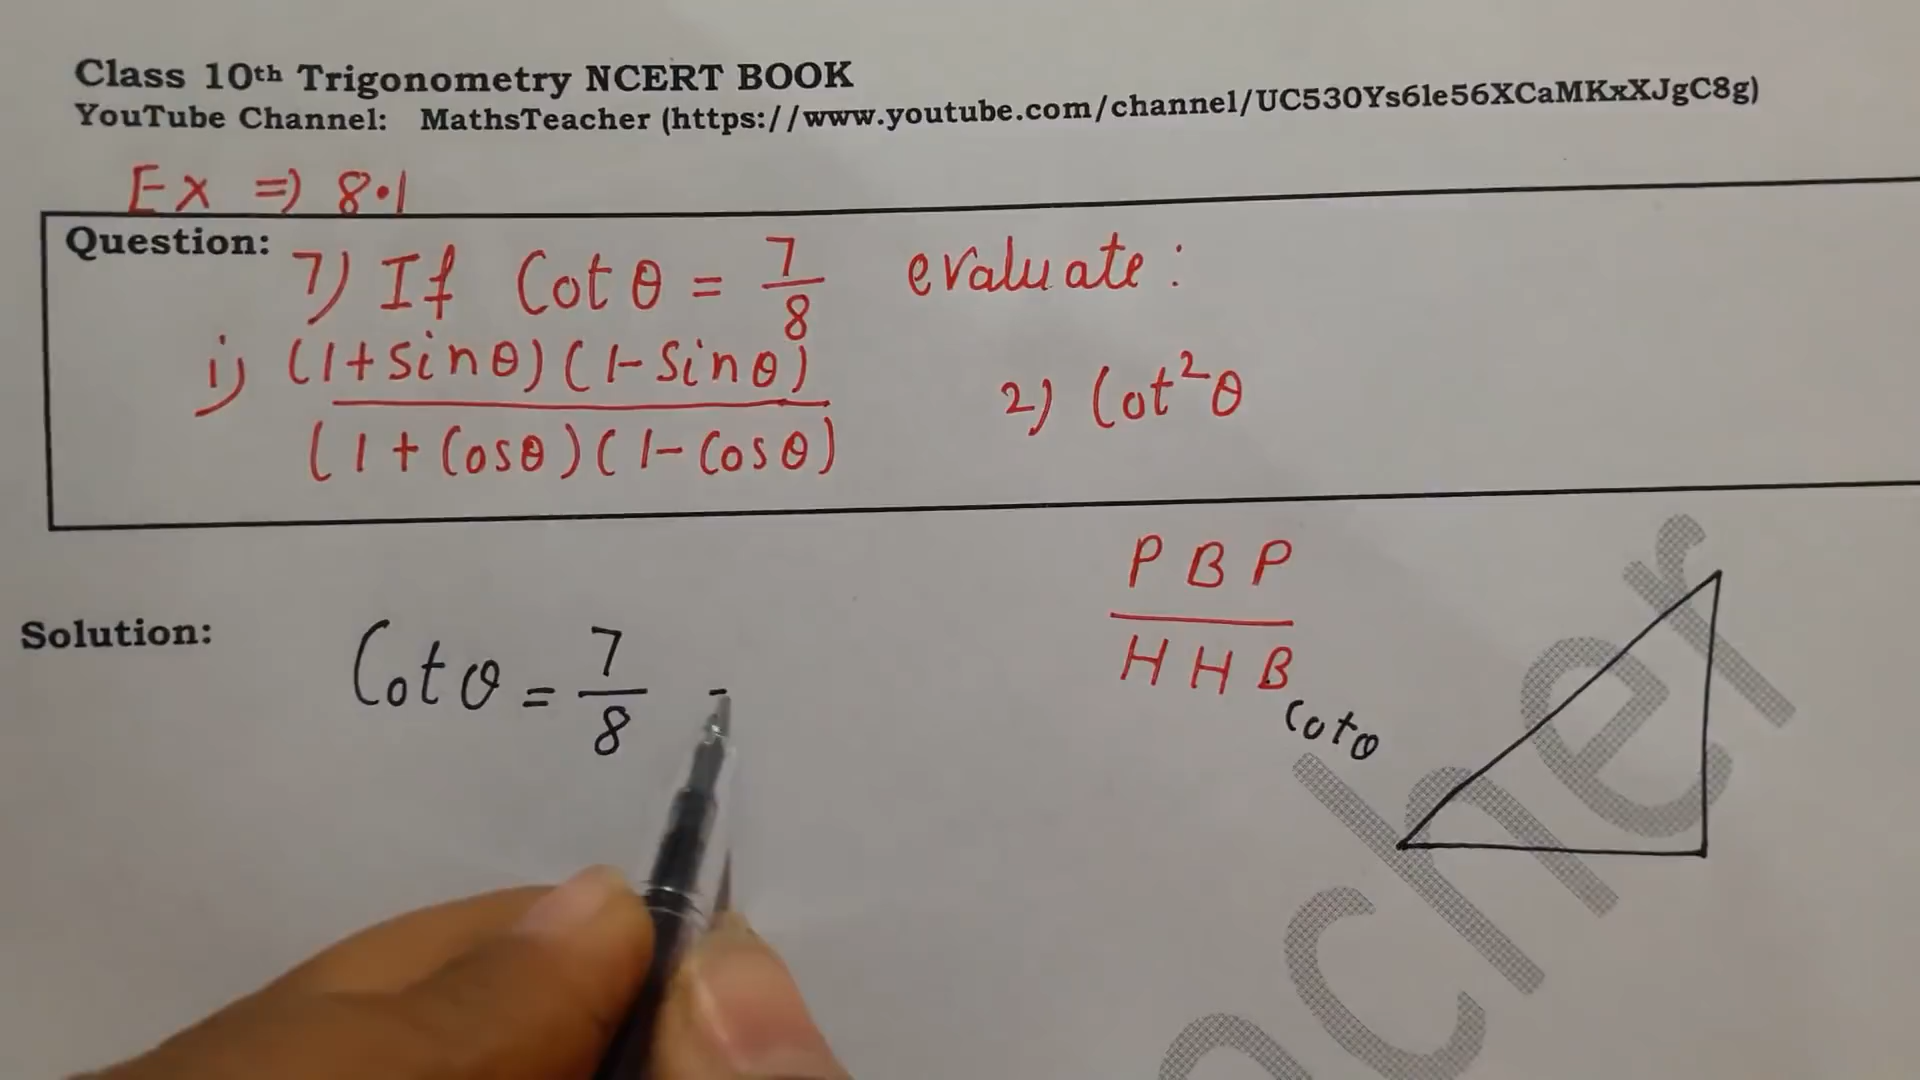 Class 10th Trigonometry NCERT BOOK
YouTube Channel: MathsTeacher (https://www.youtube.com/channel/UC530Ys6le56XCaMKxXJgC8g)
Ex => 8.1
Question: 7) If Cot θ = 7/8 evaluate:
i) (1+sinθ)(1-Sinθ) / (1+Cosθ)(1-Cosθ) 2) Cot²θ
P B P
H H B
Solution: Cot θ = 7/8 -
Cotθ
cher